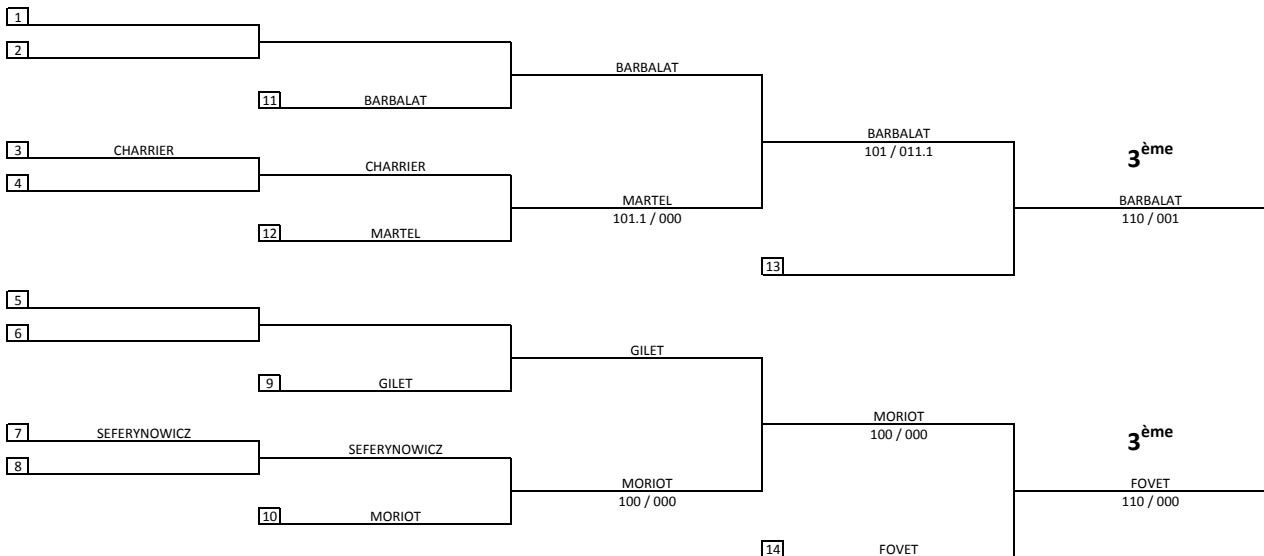 1
2
BARBALAT
11 BARBALAT
BARBALAT
101 / 011.1
3 CHARRIER
CHARRIER
3ème
4
MARTEL
101.1 / 000
BARBALAT
110 / 001
12 MARTEL
13
5
6
GILET
9 GILET
MORIOT
100 / 000
7 SEFERYNOWICZ
SEFERYNOWICZ
3ème
8
MORIOT
100 / 000
FOVET
110 / 000
10 MORIOT
14 FOVET